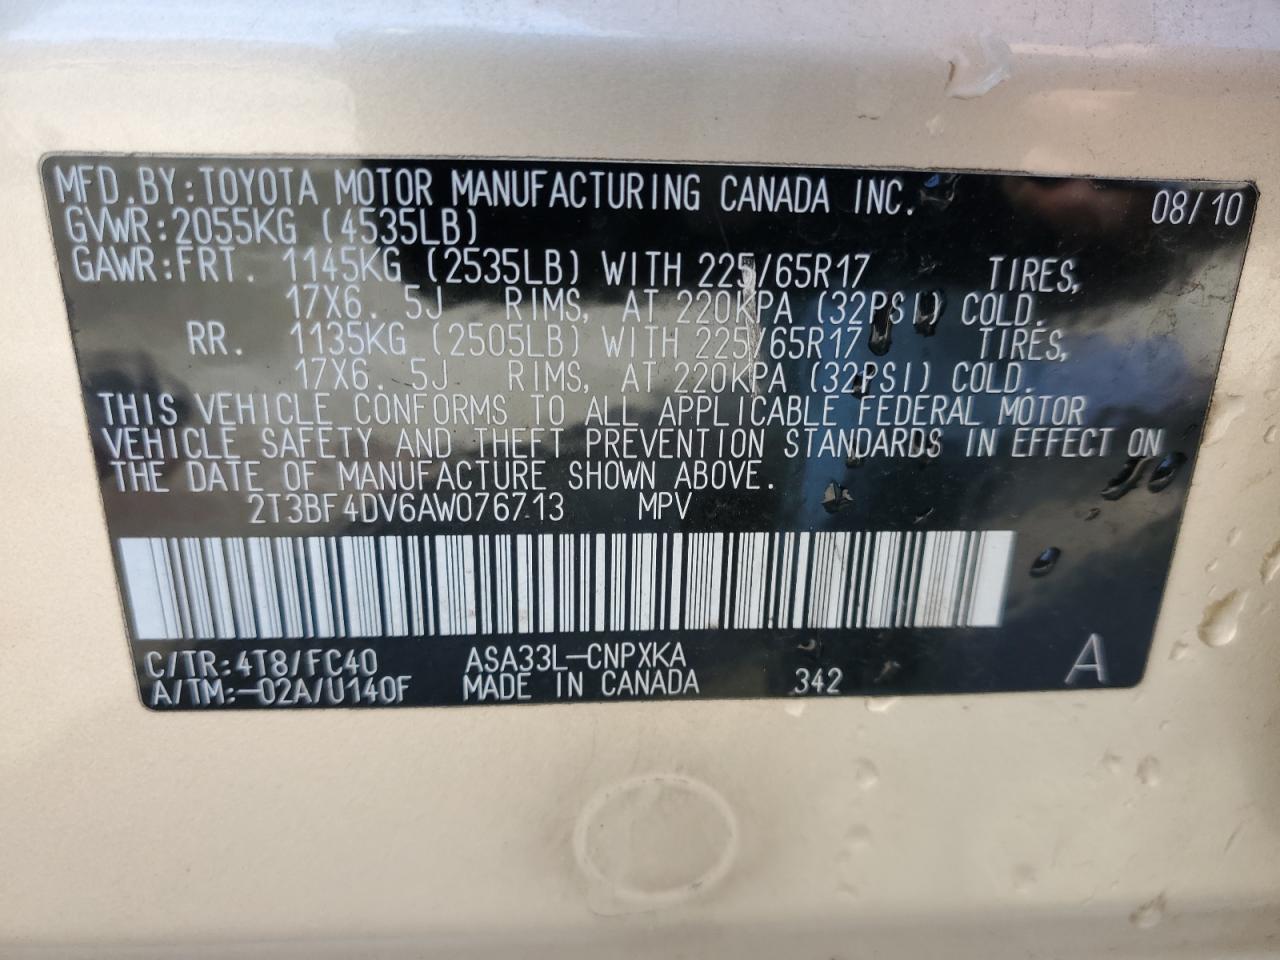 MFD.BY:TOYOTA MOTOR MANUFACTURING CANADA INC. 08/10
GVWR:2055KG (4535LB)
GAWR:FRT. 1145KG (2535LB) WITH 225/65R17 TIRES,
17X6. 5J RIMS, AT 220KPA (32PSI) COLD.
RR. 1135KG (2505LB) WITH 225/65R17 TIRES,
17X6. 5J RIMS, AT 220KPA (32PSI) COLD.
THIS VEHICLE CONFORMS TO ALL APPLICABLE FEDERAL MOTOR
VEHICLE SAFETY AND THEFT PREVENTION STANDARDS IN EFFECT ON
THE DATE OF MANUFACTURE SHOWN ABOVE.
2T3BF4DV6AW076713 MPV
C/TR:4T8/FC40 ASA33L-CNPXKA A
A/TM:-02A/U140F MADE IN CANADA 342